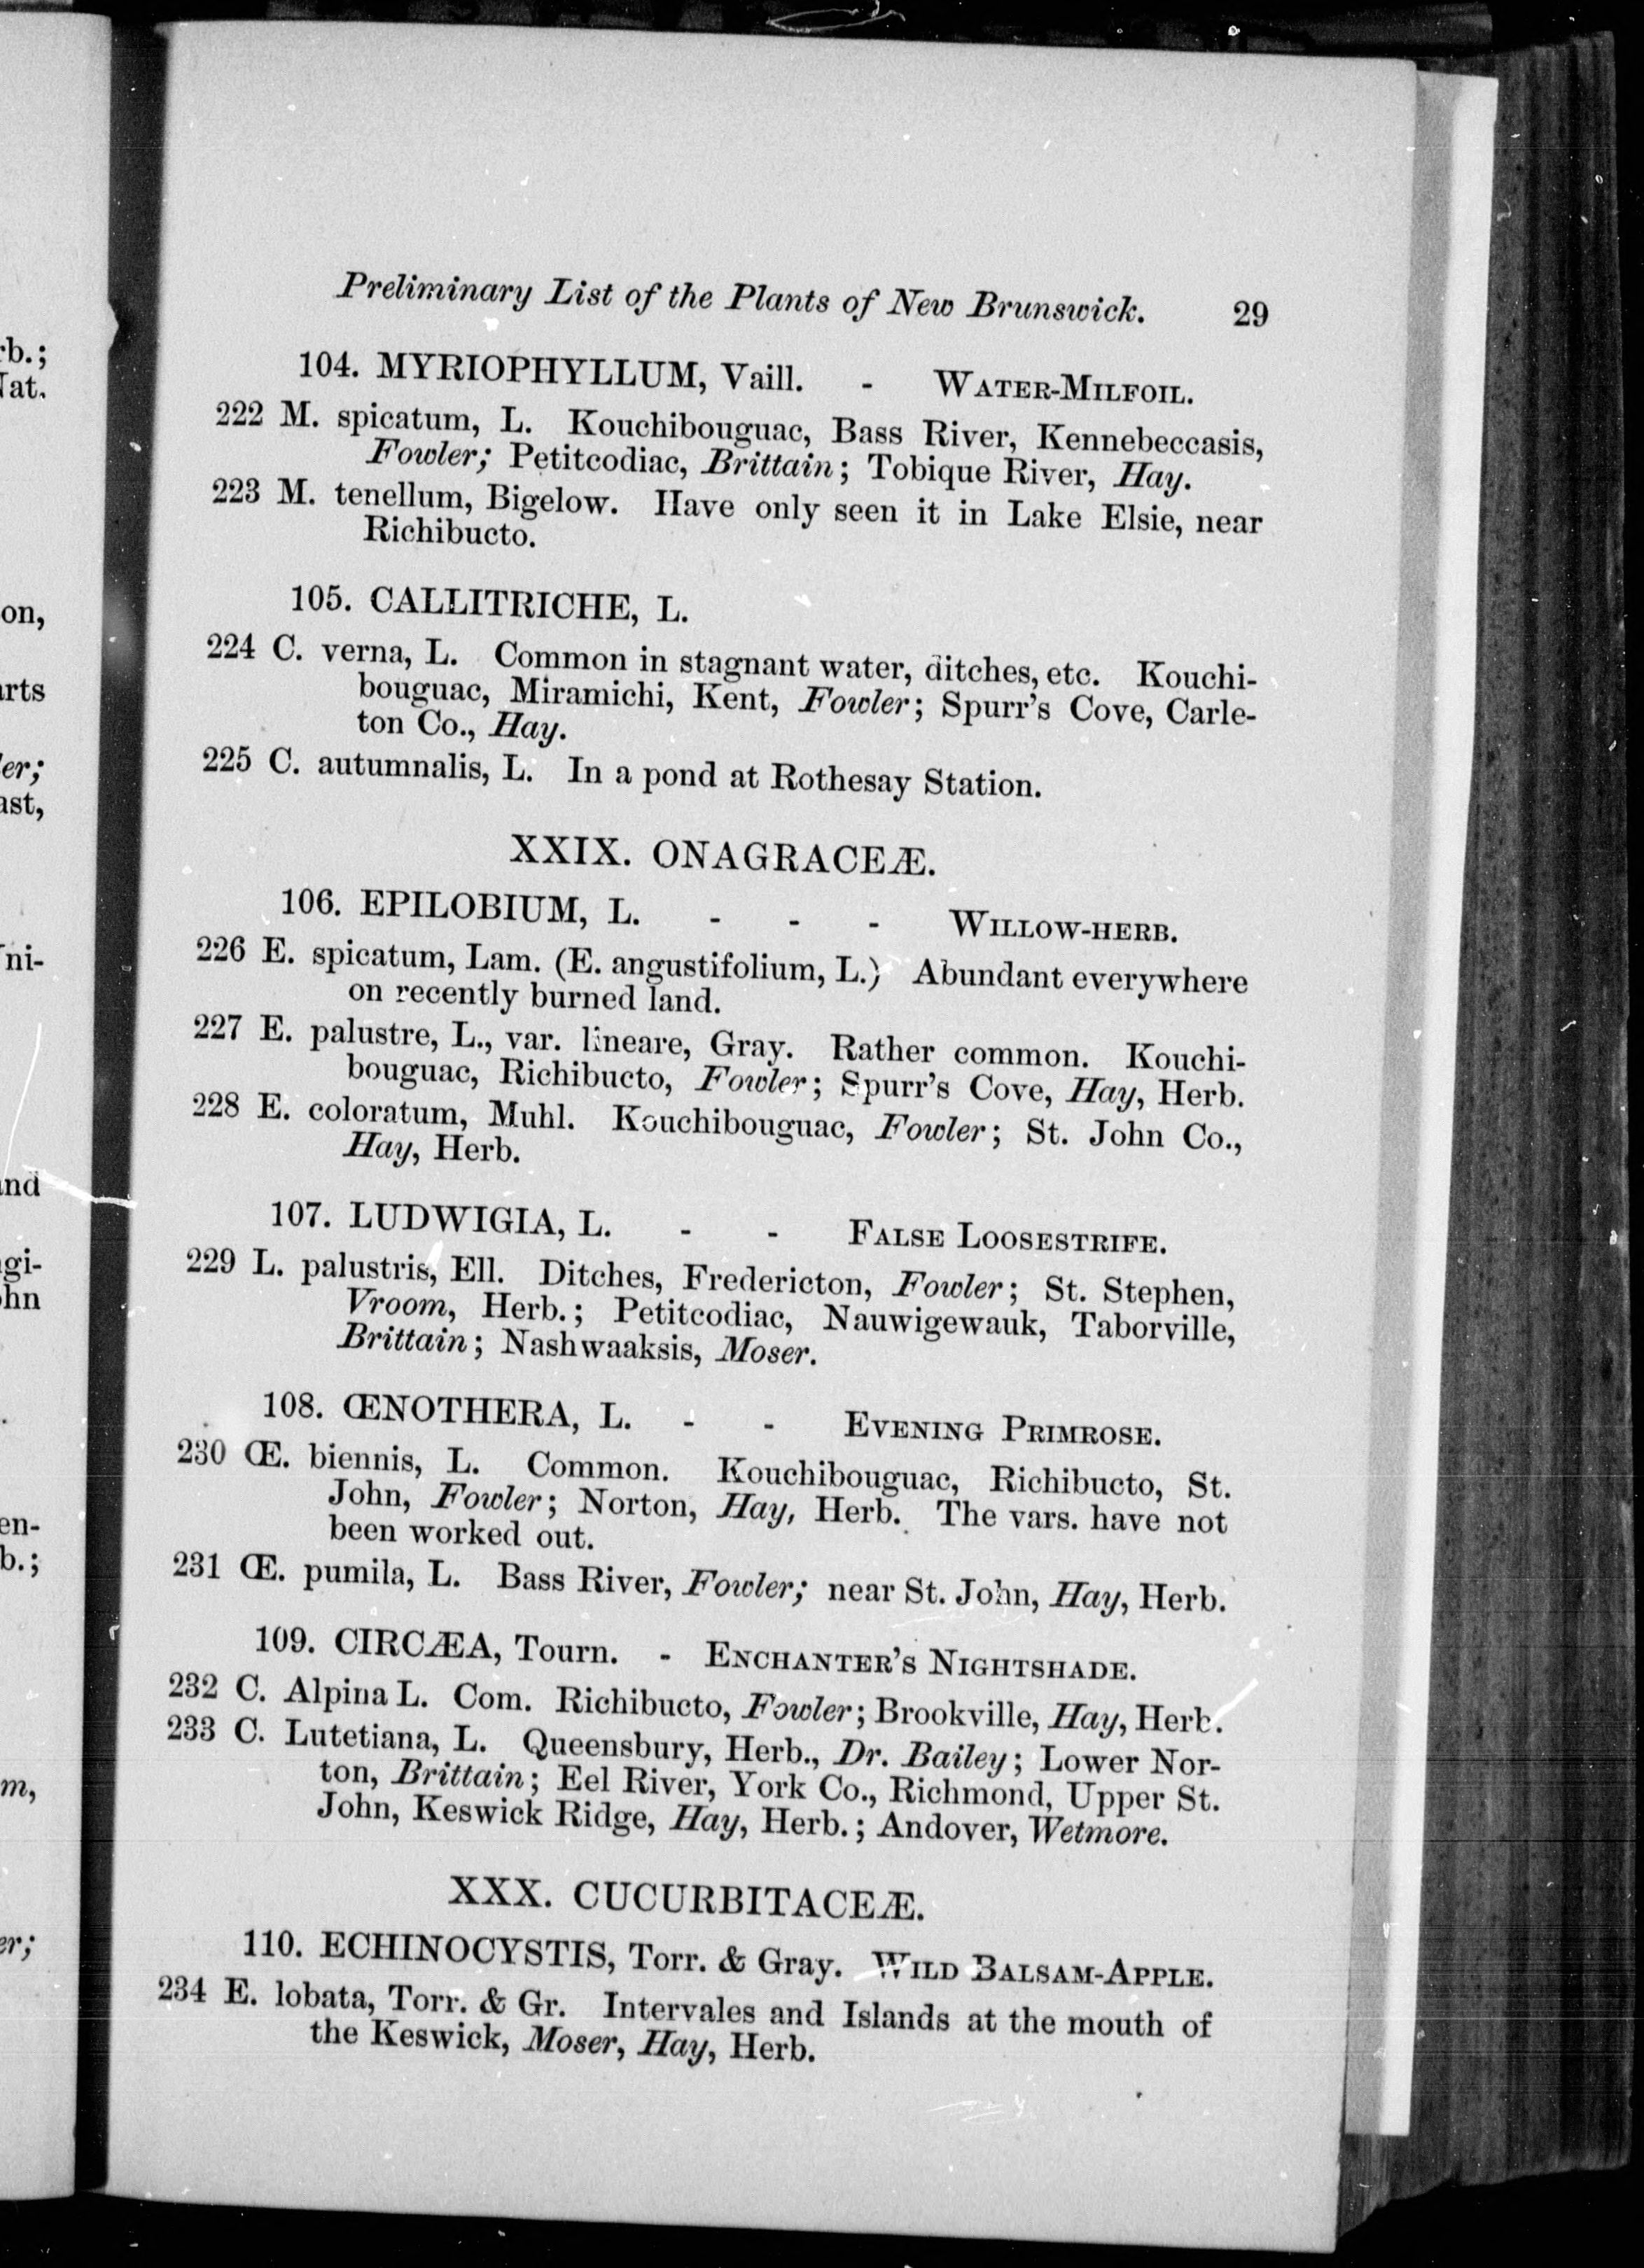 Preliminary List of the Plants of New Brunswick. 29
104. MYRIOPHYLLUM, Vaill. - WATER-MILFOIL.
222 M. spicatum, L. Kouchibouguac, Bass River, Kennebeccasis,
Fowler; Petitcodiac, Brittain; Tobique River, Hay.
223 M. tenellum, Bigelow. Have only seen it in Lake Elsie, near
Richibucto.
105. CALLITRICHE, L.
224 C. verna, L. Common in stagnant water, ditches, etc. Kouchi-
bouguac, Miramichi, Kent, Fowler; Spurr's Cove, Carle-
ton Co., Hay.
225 C. autumnalis, L. In a pond at Rothesay Station.
XXIX. ONAGRACEÆ.
106. EPILOBIUM, L. - - - WILLOW-HERB.
226 E. spicatum, Lam. (E. angustifolium, L.) Abundant everywhere
on recently burned land.
227 E. palustre, L., var. lineare, Gray. Rather common. Kouchi-
bouguac, Richibucto, Fowler; Spurr's Cove, Hay, Herb.
228 E. coloratum, Muhl. Kouchibouguac, Fowler; St. John Co.,
Hay, Herb.
107. LUDWIGIA, L. - - FALSE LOOSESTRIFE.
229 L. palustris, Ell. Ditches, Fredericton, Fowler; St. Stephen,
Vroom, Herb.; Petitcodiac, Nauwigewauk, Taborville,
Brittain; Nashwaaksis, Moser.
108. ŒNOTHERA, L. - - EVENING PRIMROSE.
230 Œ. biennis, L. Common. Kouchibouguac, Richibucto, St.
John, Fowler; Norton, Hay, Herb. The vars. have not
been worked out.
231 Œ. pumila, L. Bass River, Fowler; near St. John, Hay, Herb.
109. CIRCÆA, Tourn. - ENCHANTER'S NIGHTSHADE.
232 C. Alpina L. Com. Richibucto, Fowler; Brookville, Hay, Herb.
233 C. Lutetiana, L. Queensbury, Herb., Dr. Bailey; Lower Nor-
ton, Brittain; Eel River, York Co., Richmond, Upper St.
John, Keswick Ridge, Hay, Herb.; Andover, Wetmore.
XXX. CUCURBITACEÆ.
110. ECHINOCYSTIS, Torr. & Gray. WILD BALSAM-APPLE.
234 E. lobata, Torr. & Gr. Intervales and Islands at the mouth of
the Keswick, Moser, Hay, Herb.